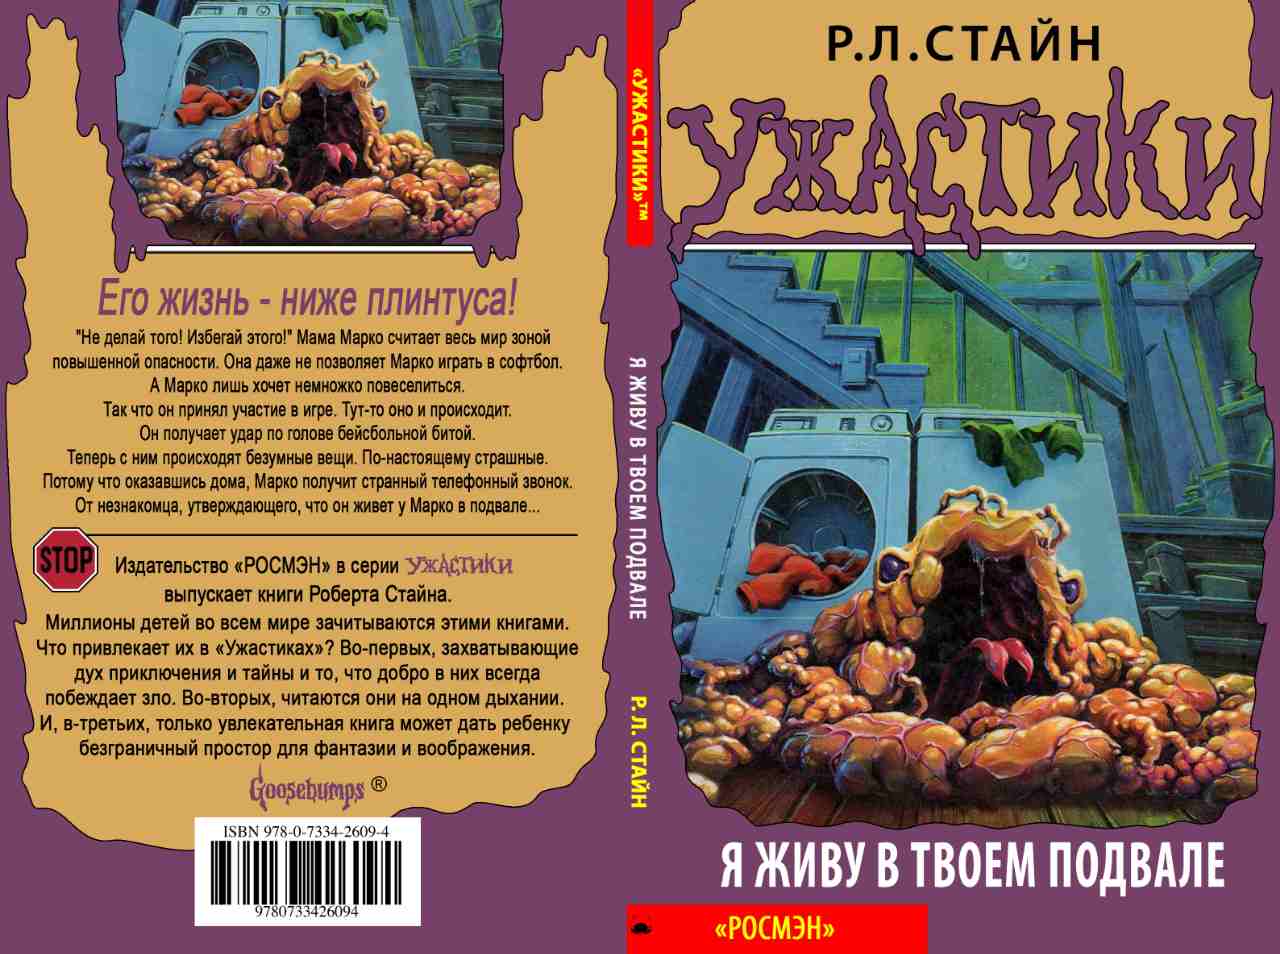 Его жизнь - ниже плинтуса!
"Не делай того! Избегай этого!" Мама Марко считает весь мир зоной
повышенной опасности. Она даже не позволяет Марко играть в софтбол.
А Марко лишь хочет немножко повеселиться.
Так что он принял участие в игре. Тут-то оно и происходит.
Он получает удар по голове бейсбольной битой.
Теперь с ним происходят безумные вещи. По-настоящему страшные.
Потому что оказавшись дома, Марко получит странный телефонный звонок.
От незнакомца, утверждающего, что он живет у Марко в подвале...
STOP
Издательство «РОСМЭН» в серии УЖАСТИКИ
выпускает книги Роберта Стайна.
Миллионы детей во всем мире зачитываются этими книгами.
Что привлекает их в «Ужастиках»? Во-первых, захватывающие
дух приключения и тайны и то, что добро в них всегда
побеждает зло. Во-вторых, читаются они на одном дыхании.
И, в-третьих, только увлекательная книга может дать ребенку
безграничный простор для фантазии и воображения.
Goosebumps ®
ISBN 978-0-7334-2609-4
9780733426094
«УЖАСТИКИ»™
Я ЖИВУ В ТВОЕМ ПОДВАЛЕ
Р.Л. СТАЙН
Р.Л.СТАЙН
УЖАСТИКИ
Я ЖИВУ В ТВОЕМ ПОДВАЛЕ
«РОСМЭН»